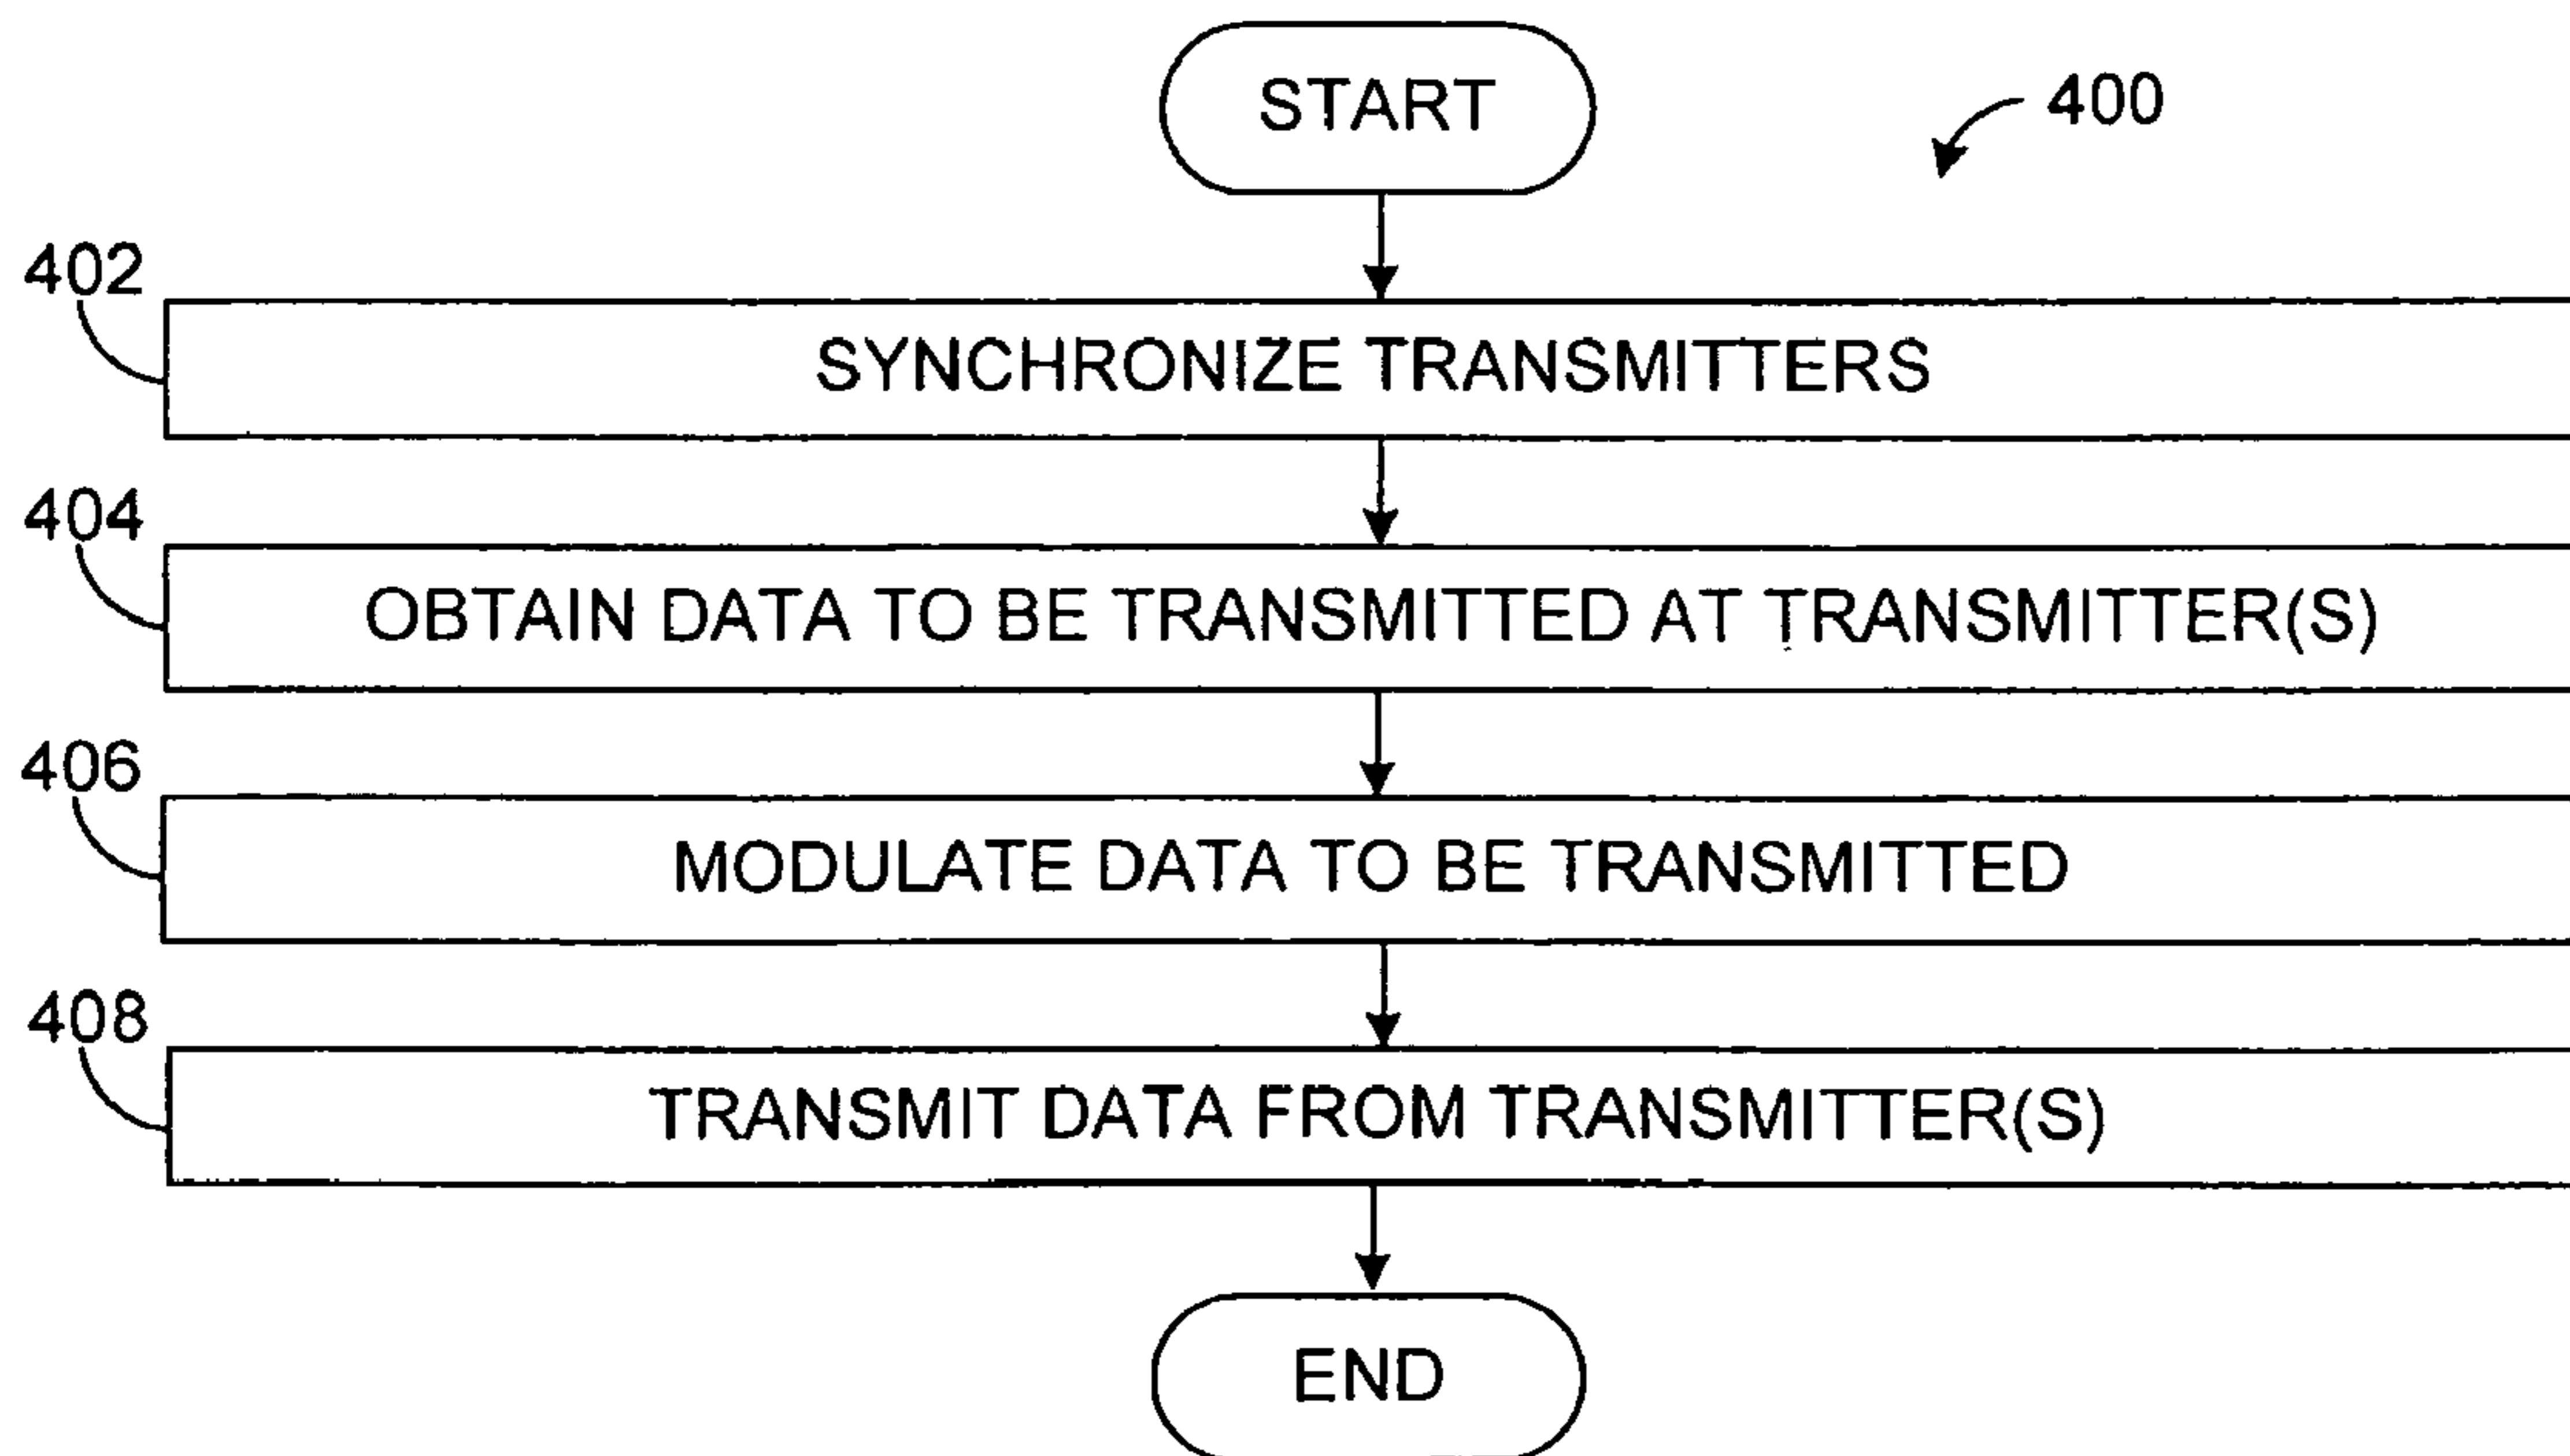 START
400
402
SYNCHRONIZE TRANSMITTERS
404
OBTAIN DATA TO BE TRANSMITTED AT TRANSMITTER(S)
406
MODULATE DATA TO BE TRANSMITTED
408
TRANSMIT DATA FROM TRANSMITTER(S)
END